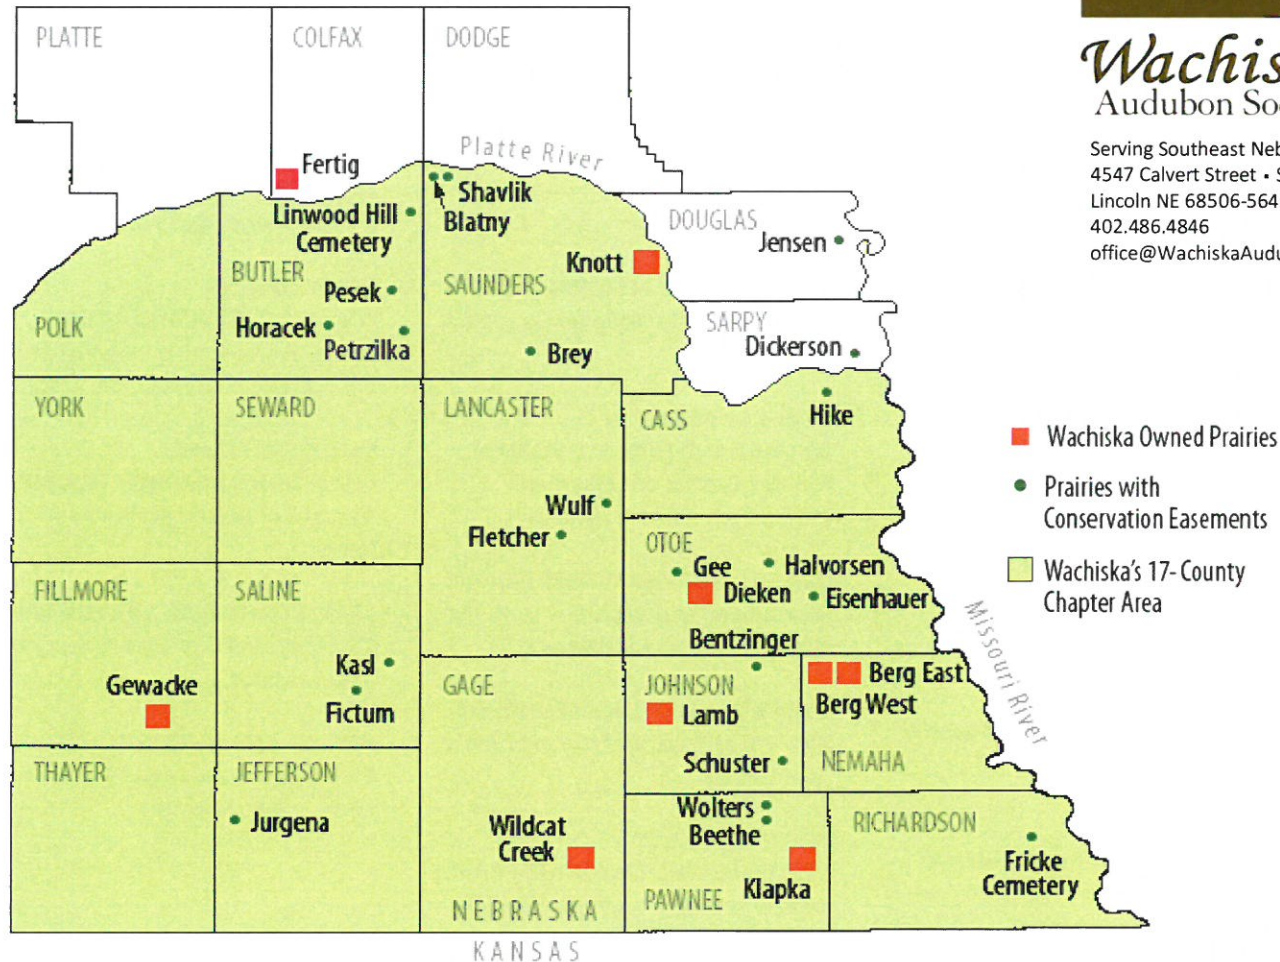 PLATTE
COLFAX
DODGE
Platte River
Fertig
Shavlik
Blatny
Linwood Hill
Cemetery
DOUGLAS
Jensen
Knott
BUTLER
SAUNDERS
Pesek
POLK
Horacek
Petrzilka
Brey
SARPY
Dickerson
YORK
SEWARD
LANCASTER
CASS
Hike
Wulf
Fletcher
OTOE
Gee
Halvorsen
Dieken
Eisenhauer
Bentzinger
FILLMORE
SALINE
Missouri River
Kasl
Gewacke
Fictum
GAGE
JOHNSON
Lamb
Berg East
Berg West
Schuster
NEMAHA
THAYER
JEFFERSON
Jurgena
Wildcat
Creek
Wolters
Beethe
Klapka
PAWNEE
RICHARDSON
Fricke
Cemetery
NEBRASKA
KANSAS
Wachis
Audubon Soc
Serving Southeast Neb
4547 Calvert Street • S
Lincoln NE 68506-564
402.486.4846
office@WachiskaAudu
Wachiska Owned Prairies
Prairies with
Conservation Easements
Wachiska's 17-County
Chapter Area